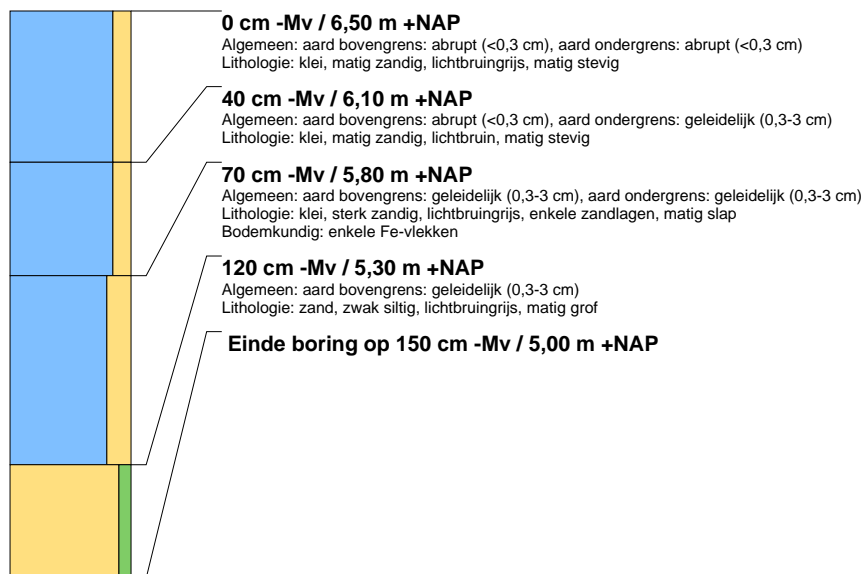 0 cm -Mv / 6,50 m +NAP
Algemeen: aard bovengrens: abrupt (<0,3 cm), aard ondergrens: abrupt (<0,3 cm)
Lithologie: klei, matig zandig, lichtbruingrijs, matig stevig
40 cm -Mv / 6,10 m +NAP
Algemeen: aard bovengrens: abrupt (<0,3 cm), aard ondergrens: geleidelijk (0,3-3 cm)
Lithologie: klei, matig zandig, lichtbruin, matig stevig
70 cm -Mv / 5,80 m +NAP
Algemeen: aard bovengrens: geleidelijk (0,3-3 cm), aard ondergrens: geleidelijk (0,3-3 cm)
Lithologie: klei, sterk zandig, lichtbruingrijs, enkele zandlagen, matig slap
Bodemkundig: enkele Fe-vlekken
120 cm -Mv / 5,30 m +NAP
Algemeen: aard bovengrens: geleidelijk (0,3-3 cm)
Lithologie: zand, zwak siltig, lichtbruingrijs, matig grof
Einde boring op 150 cm -Mv / 5,00 m +NAP